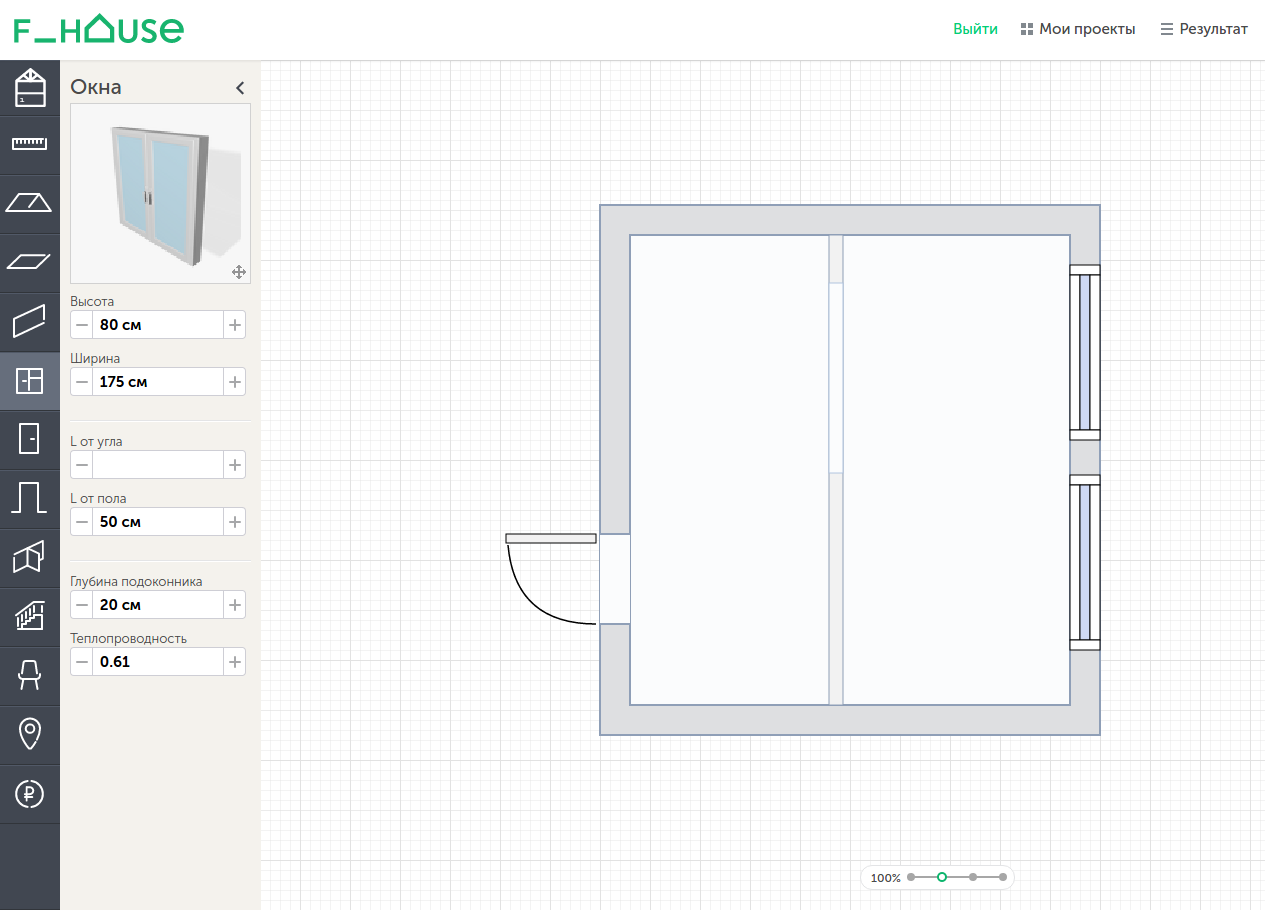 F_HOUSE
Выйти Мои проекты Результат
1
Окна
Высота
80 см
Ширина
175 см
L от угла
L от пола
50 см
Глубина подоконника
20 см
Теплопроводность
0.61
100%